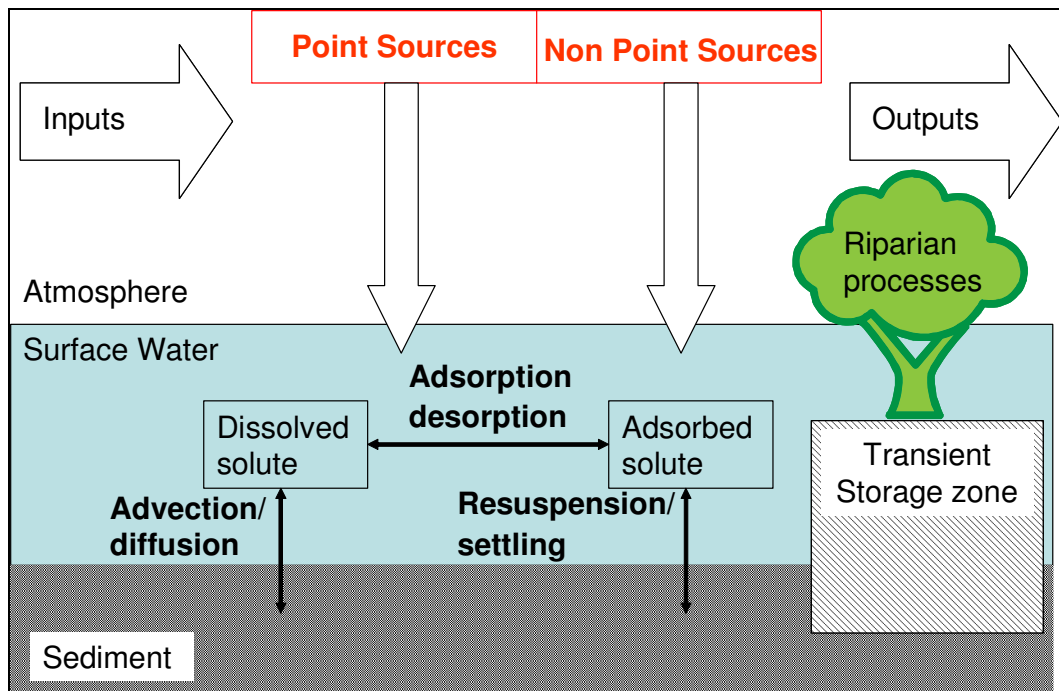 Point Sources
Non Point Sources
Inputs
Outputs
Riparian
processes
Atmosphere
Surface Water
Adsorption
desorption
Dissolved
solute
Adsorbed
solute
Transient
Storage zone
Advection/
diffusion
Resuspension/
settling
Sediment